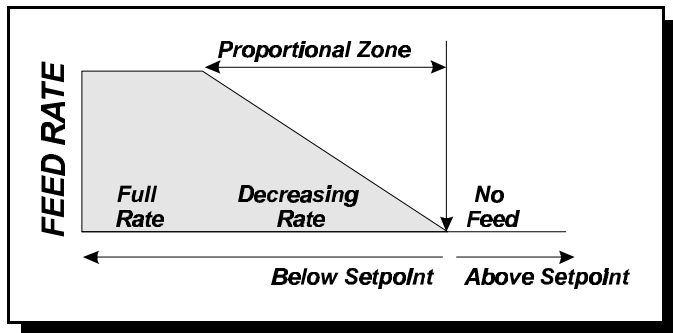 Proportional Zone
FEED RATE
Full
Rate
Decreasing
Rate
No
Feed
Below Setpoint
Above Setpoint